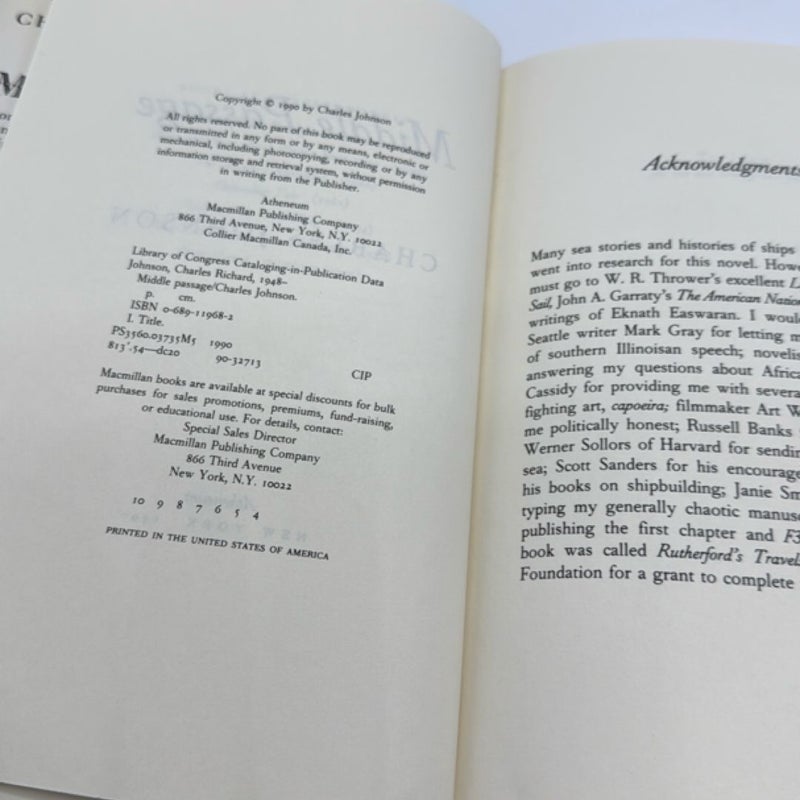 CH
M
Copyright © 1990 by Charles Johnson
All rights reserved. No part of this book may be reproduced
or transmitted in any form or by any means, electronic or
mechanical, including photocopying, recording or by any
information storage and retrieval system, without permission
in writing from the Publisher.
Atheneum
Macmillan Publishing Company
866 Third Avenue, New York, N.Y. 10022
Collier Macmillan Canada, Inc.
Library of Congress Cataloging-in-Publication Data
Johnson, Charles Richard, 1948–
Middle passage/Charles Johnson.
p. cm.
ISBN 0-689-11968-2
I. Title.
PS3560.03735M5 1990
813'.54—dc20 90-32713
CIP
Macmillan books are available at special discounts for bulk
purchases for sales promotions, premiums, fund-raising,
or educational use. For details, contact:
Special Sales Director
Macmillan Publishing Company
866 Third Avenue
New York, N.Y. 10022
10 9 8 7 6 5 4
PRINTED IN THE UNITED STATES OF AMERICA
Acknowledgments
Many sea stories and histories of ships
went into research for this novel. Howe
must go to W. R. Thrower's excellent L
Sail, John A. Garraty's The American Nation
writings of Eknath Easwaran. I woul
Seattle writer Mark Gray for letting m
of southern Illinoisan speech; novelis
answering my questions about Africa
Cassidy for providing me with severa
fighting art, capoeira; filmmaker Art W
me politically honest; Russell Banks
Werner Sollors of Harvard for sendin
sea; Scott Sanders for his encourage
his books on shipbuilding; Janie Sm
typing my generally chaotic manus
publishing the first chapter and F3
book was called Rutherford's Travel
Foundation for a grant to complete